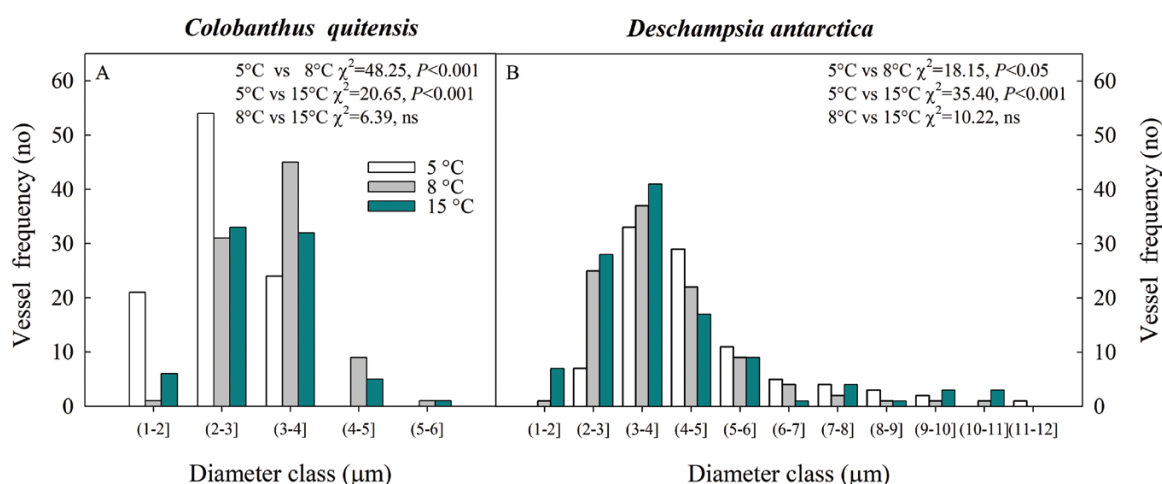 Colobanthus quitensis
Deschampsia antarctica
A
5°C vs 8°C χ²=48.25, P<0.001
5°C vs 15°C χ²=20.65, P<0.001
8°C vs 15°C χ²=6.39, ns
5 °C
8 °C
15 °C
Vessel frequency (no)
60
50
40
30
20
10
0
(1-2] (2-3] (3-4] (4-5] (5-6]
Diameter class (μm)
B
5°C vs 8°C χ²=18.15, P<0.05
5°C vs 15°C χ²=35.40, P<0.001
8°C vs 15°C χ²=10.22, ns
(1-2] (2-3] (3-4] (4-5] (5-6] (6-7] (7-8] (8-9] (9-10] (10-11] (11-12]
Diameter class (μm)
60
50
40
30
20
10
0
Vessel frequency (no)